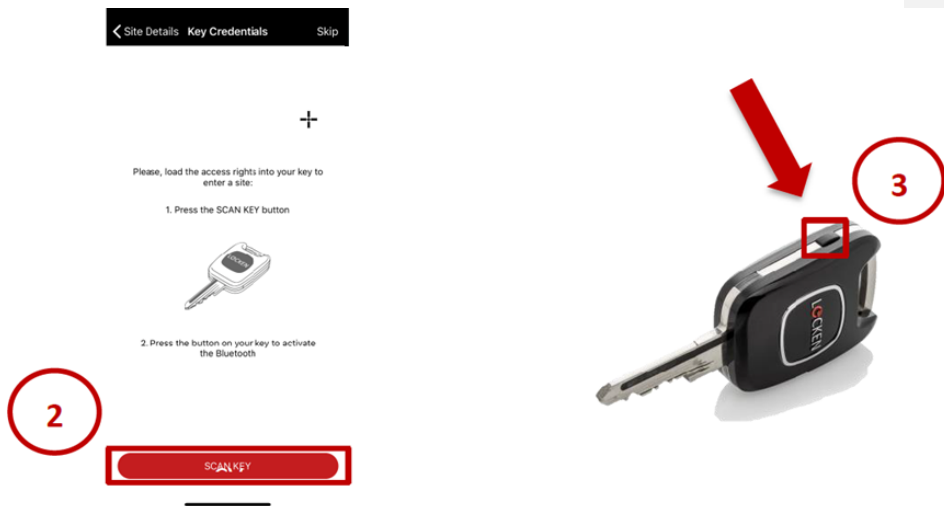 Site Details Key Credentials Skip
Please, load the access rights into your key to
enter a site:
1. Press the SCAN KEY button
LOCKEN
2. Press the button on your key to activate
the Bluetooth
2
SCAN KEY
3
LOCKEN